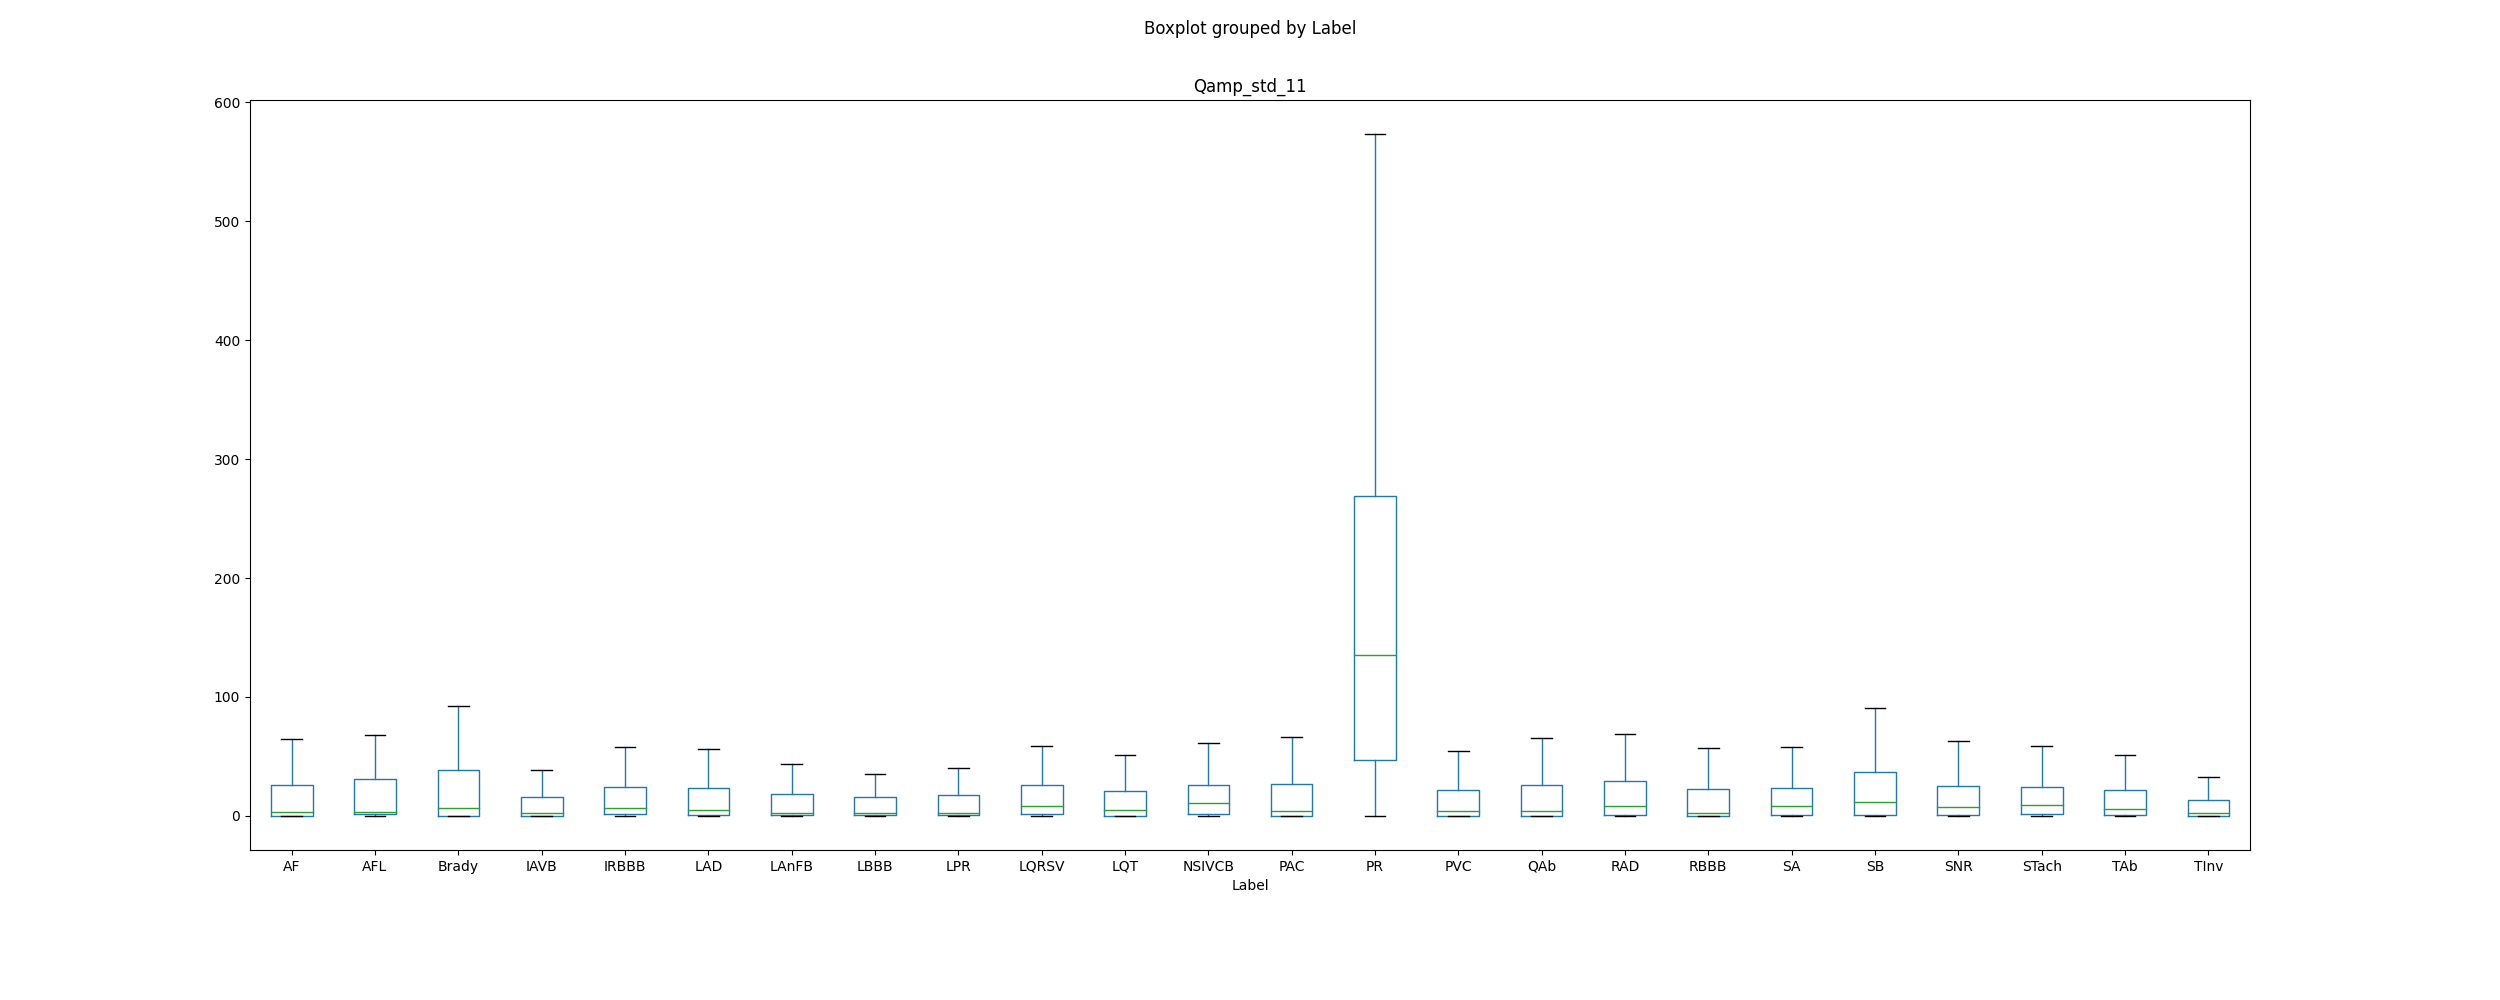 Boxplot grouped by Label
Qamp_std_11
600
500
400
300
200
100
0
AF AFL Brady IAVB IRBBB LAD LAnFB LBBB LPR LQRSV LQT NSIVCB PAC PR PVC QAb RAD RBBB SA SB SNR STach TAb TInv
Label